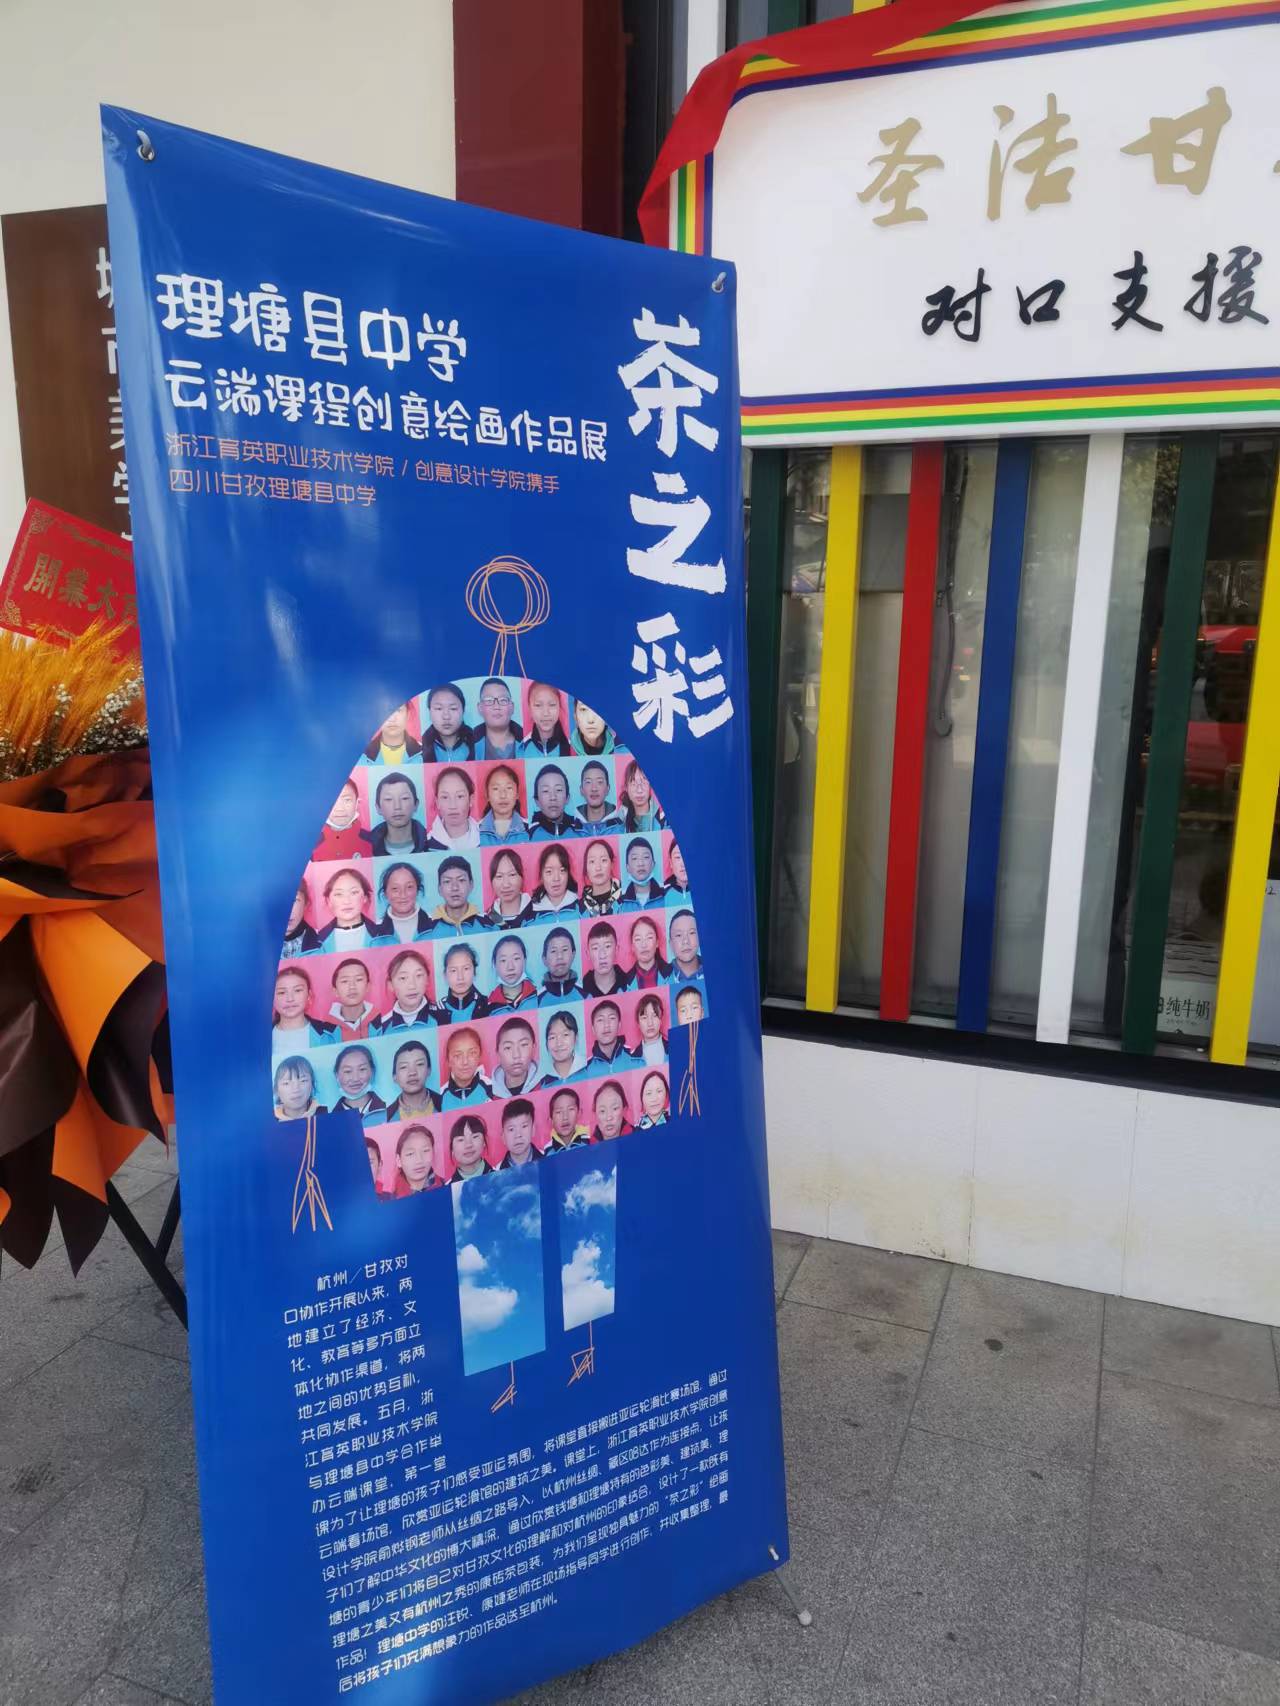 圣洁甘
对口支援
理塘县中学
云端课程创意绘画作品展
浙江育英职业技术学院 / 创意设计学院携手
四川甘孜理塘县中学
茶之彩
開業大
纯牛奶
杭州/甘孜对
口协作开展以来，两
地建立了经济、文
化、教育等多方面立
体化协作渠道，将两
地之间的优势互补，
共同发展。五月，浙
江育英职业技术学院
与理塘县中学合作举
办云端课堂，第一堂
课为了让理塘的孩子们感受亚运氛围，将课堂直接搬进亚运轮滑比赛场馆，通过
云端看场馆，欣赏亚运轮滑馆的建筑之美。课堂上，浙江育英职业技术学院创意
设计学院俞烨钢老师从丝绸之路导入，以杭州丝绸、藏区哈达作为连接点，让孩
子们了解中华文化的博大精深，通过欣赏钱塘和理塘特有的色彩美、建筑美，理
塘的青少年们将自己对甘孜文化的理解和对杭州的印象结合，设计了一款既有
理塘之美又有杭州之秀的康砖茶包装，为我们呈现独具魅力的“茶之彩”绘画
作品！理塘中学的汪锐、康婕老师在现场指导同学进行创作，并收集整理，最
后将孩子们充满想象力的作品送至杭州。